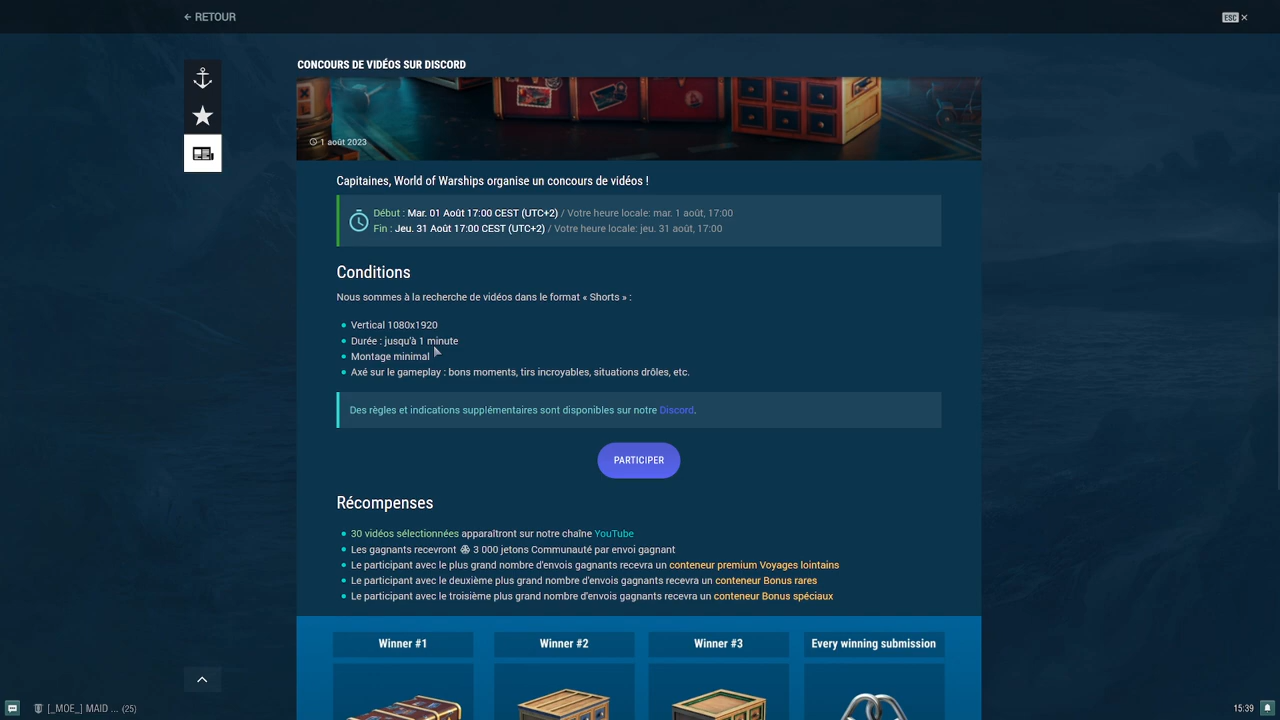 ← RETOUR
ESC ×
CONCOURS DE VIDÉOS SUR DISCORD
1 août 2023
Capitaines, World of Warships organise un concours de vidéos !
Début : Mar. 01 Août 17:00 CEST (UTC+2) / Votre heure locale: mar. 1 août, 17:00
Fin : Jeu. 31 Août 17:00 CEST (UTC+2) / Votre heure locale: jeu. 31 août, 17:00
Conditions
Nous sommes à la recherche de vidéos dans le format « Shorts » :
Vertical 1080x1920
Durée : jusqu'à 1 minute
Montage minimal
Axé sur le gameplay : bons moments, tirs incroyables, situations drôles, etc.
Des règles et indications supplémentaires sont disponibles sur notre Discord.
PARTICIPER
Récompenses
30 vidéos sélectionnées apparaîtront sur notre chaîne YouTube
Les gagnants recevront 3 000 jetons Communauté par envoi gagnant
Le participant avec le plus grand nombre d'envois gagnants recevra un conteneur premium Voyages lointains
Le participant avec le deuxième plus grand nombre d'envois gagnants recevra un conteneur Bonus rares
Le participant avec le troisième plus grand nombre d'envois gagnants recevra un conteneur Bonus spéciaux
Winner #1
Winner #2
Winner #3
Every winning submission
[_MOE_] MAID ... (25)
15:39